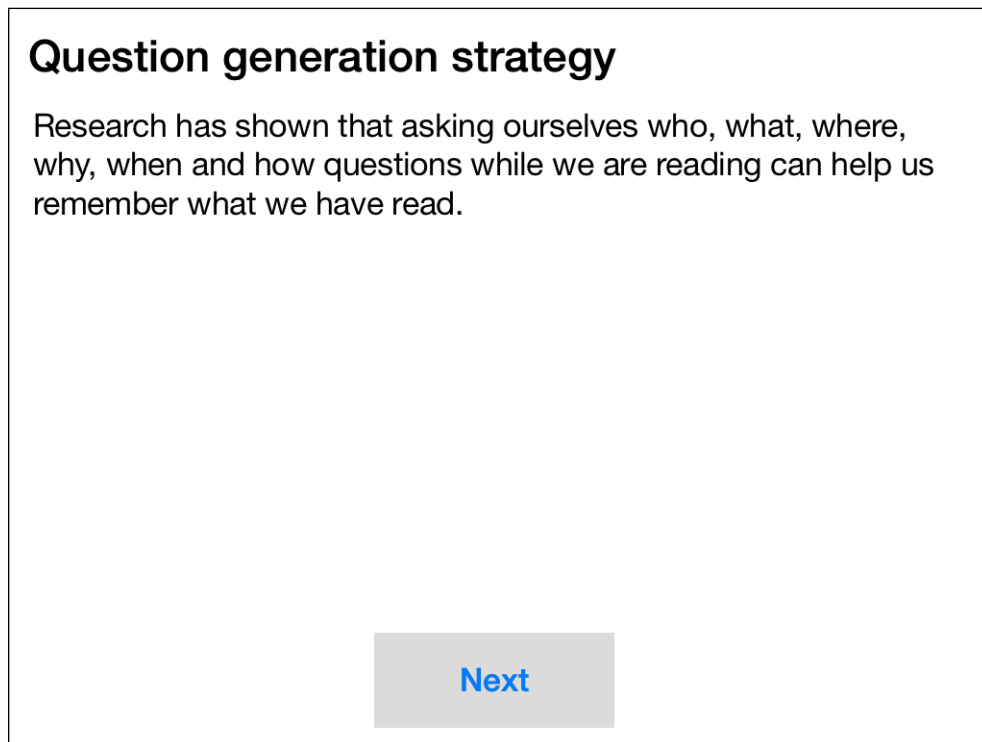 Question generation strategy
Research has shown that asking ourselves who, what, where,
why, when and how questions while we are reading can help us
remember what we have read.
Next